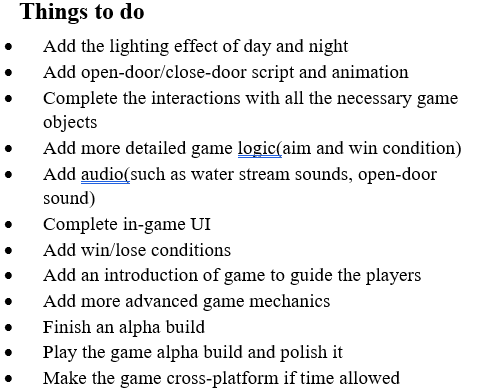 Things to do
• Add the lighting effect of day and night
• Add open-door/close-door script and animation
• Complete the interactions with all the necessary game
objects
• Add more detailed game logic(aim and win condition)
• Add audio(such as water stream sounds, open-door
sound)
• Complete in-game UI
• Add win/lose conditions
• Add an introduction of game to guide the players
• Add more advanced game mechanics
• Finish an alpha build
• Play the game alpha build and polish it
• Make the game cross-platform if time allowed